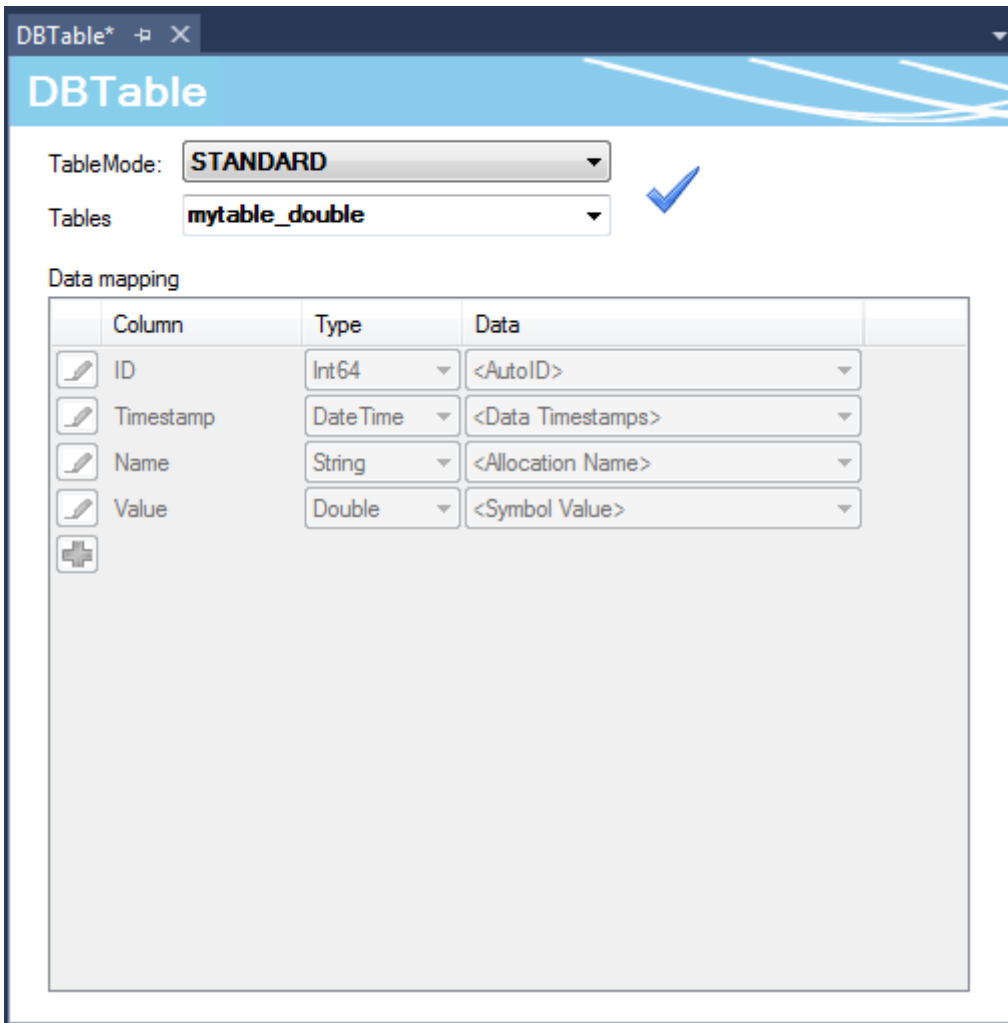 DBTable*
DBTable
TableMode: STANDARD
Tables mytable_double
Data mapping
Column Type Data
ID Int64 <AutoID>
Timestamp DateTime <Data Timestamps>
Name String <Allocation Name>
Value Double <Symbol Value>